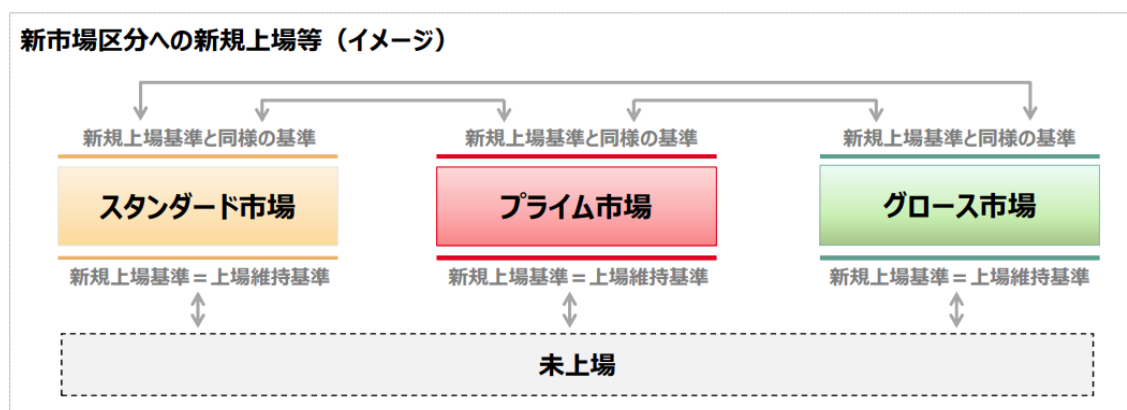 新市場区分への新規上場等（イメージ）
新規上場基準と同様の基準
新規上場基準と同様の基準
新規上場基準と同様の基準
スタンダード市場
プライム市場
グロース市場
新規上場基準＝上場維持基準
新規上場基準＝上場維持基準
新規上場基準＝上場維持基準
未上場